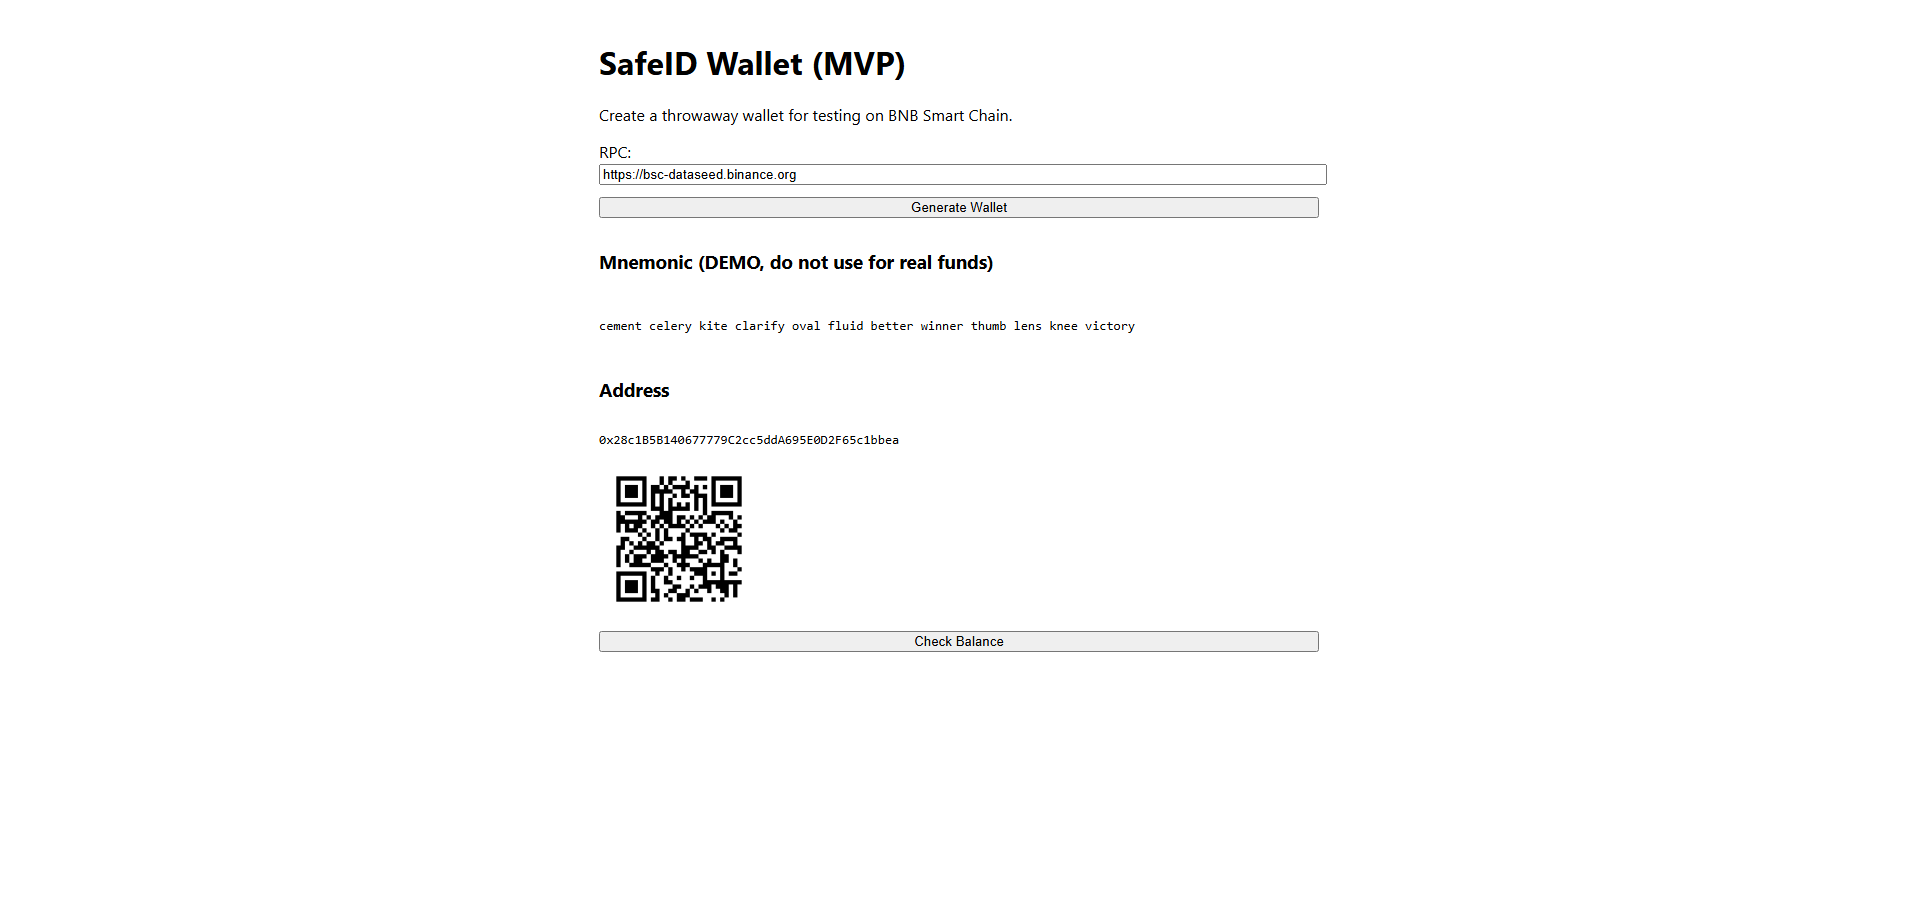 SafeID Wallet (MVP)
Create a throwaway wallet for testing on BNB Smart Chain.
RPC:
https://bsc-dataseed.binance.org
Generate Wallet
Mnemonic (DEMO, do not use for real funds)
cement celery kite clarify oval fluid better winner thumb lens knee victory
Address
0x28c1B5B140677779C2cc5ddA695E0D2F65c1bbea
Check Balance